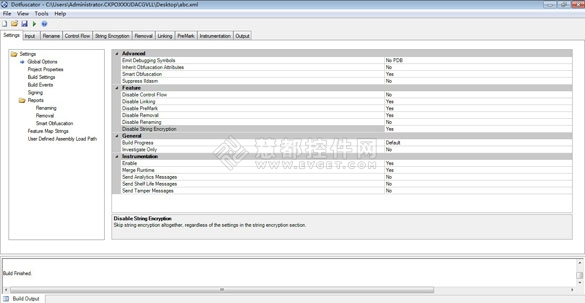 Dotfuscator - C:\Users\Administrator.CKPOXXXJDACGVLL\Desktop\abc.xml
File View Tools Help
Settings Input Rename Control Flow String Encryption Removal Linking PreMark Instrumentation Output
Settings
Global Options
Project Properties
Build Settings
Build Events
Signing
Reports
Renaming
Removal
Smart Obfuscation
Feature Map Strings
User Defined Assembly Load Path
Advanced
Emit Debugging Symbols No PDB
Inherit Obfuscation Attributes No
Smart Obfuscation Yes
Suppress Ildasm No
Feature
Disable Control Flow No
Disable Linking Yes
Disable PreMark Yes
Disable Removal Yes
Disable Renaming No
Disable String Encryption Yes
General
Build Progress Default
Investigate Only No
Instrumentation
Enable Yes
Merge Runtime Yes
Send Analytics Messages No
Send Shelf Life Messages No
Send Tamper Messages No
慧都控件网
WWW.EVGET.COM
Disable String Encryption
Skip string encryption altogether, regardless of the settings in the string encryption section.
Build Finished.
Build Output